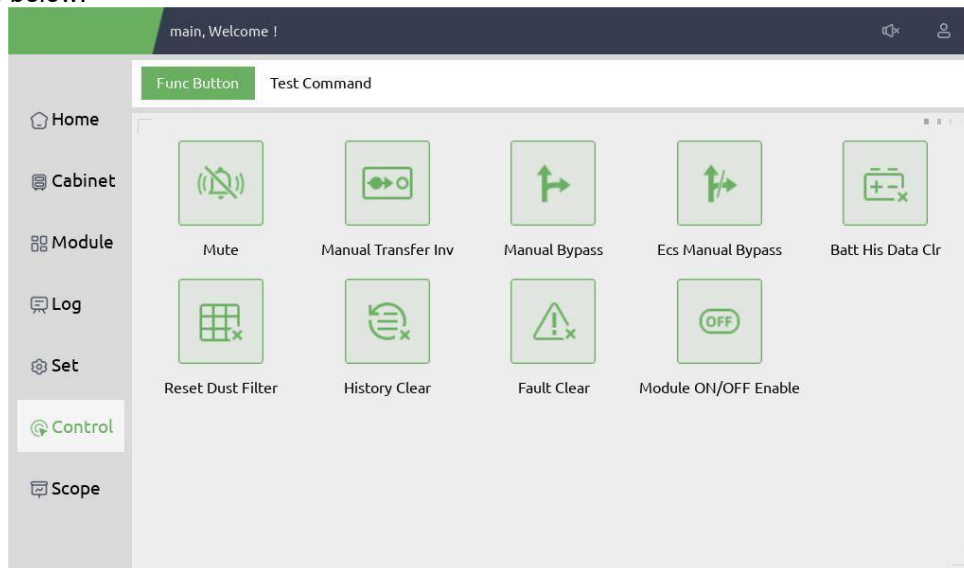 main, Welcome !
Func Button Test Command
Home
Cabinet
Module
Log
Set
Control
Scope
Mute Manual Transfer Inv Manual Bypass Ecs Manual Bypass Batt His Data Clr
Reset Dust Filter History Clear Fault Clear Module ON/OFF Enable
OFF